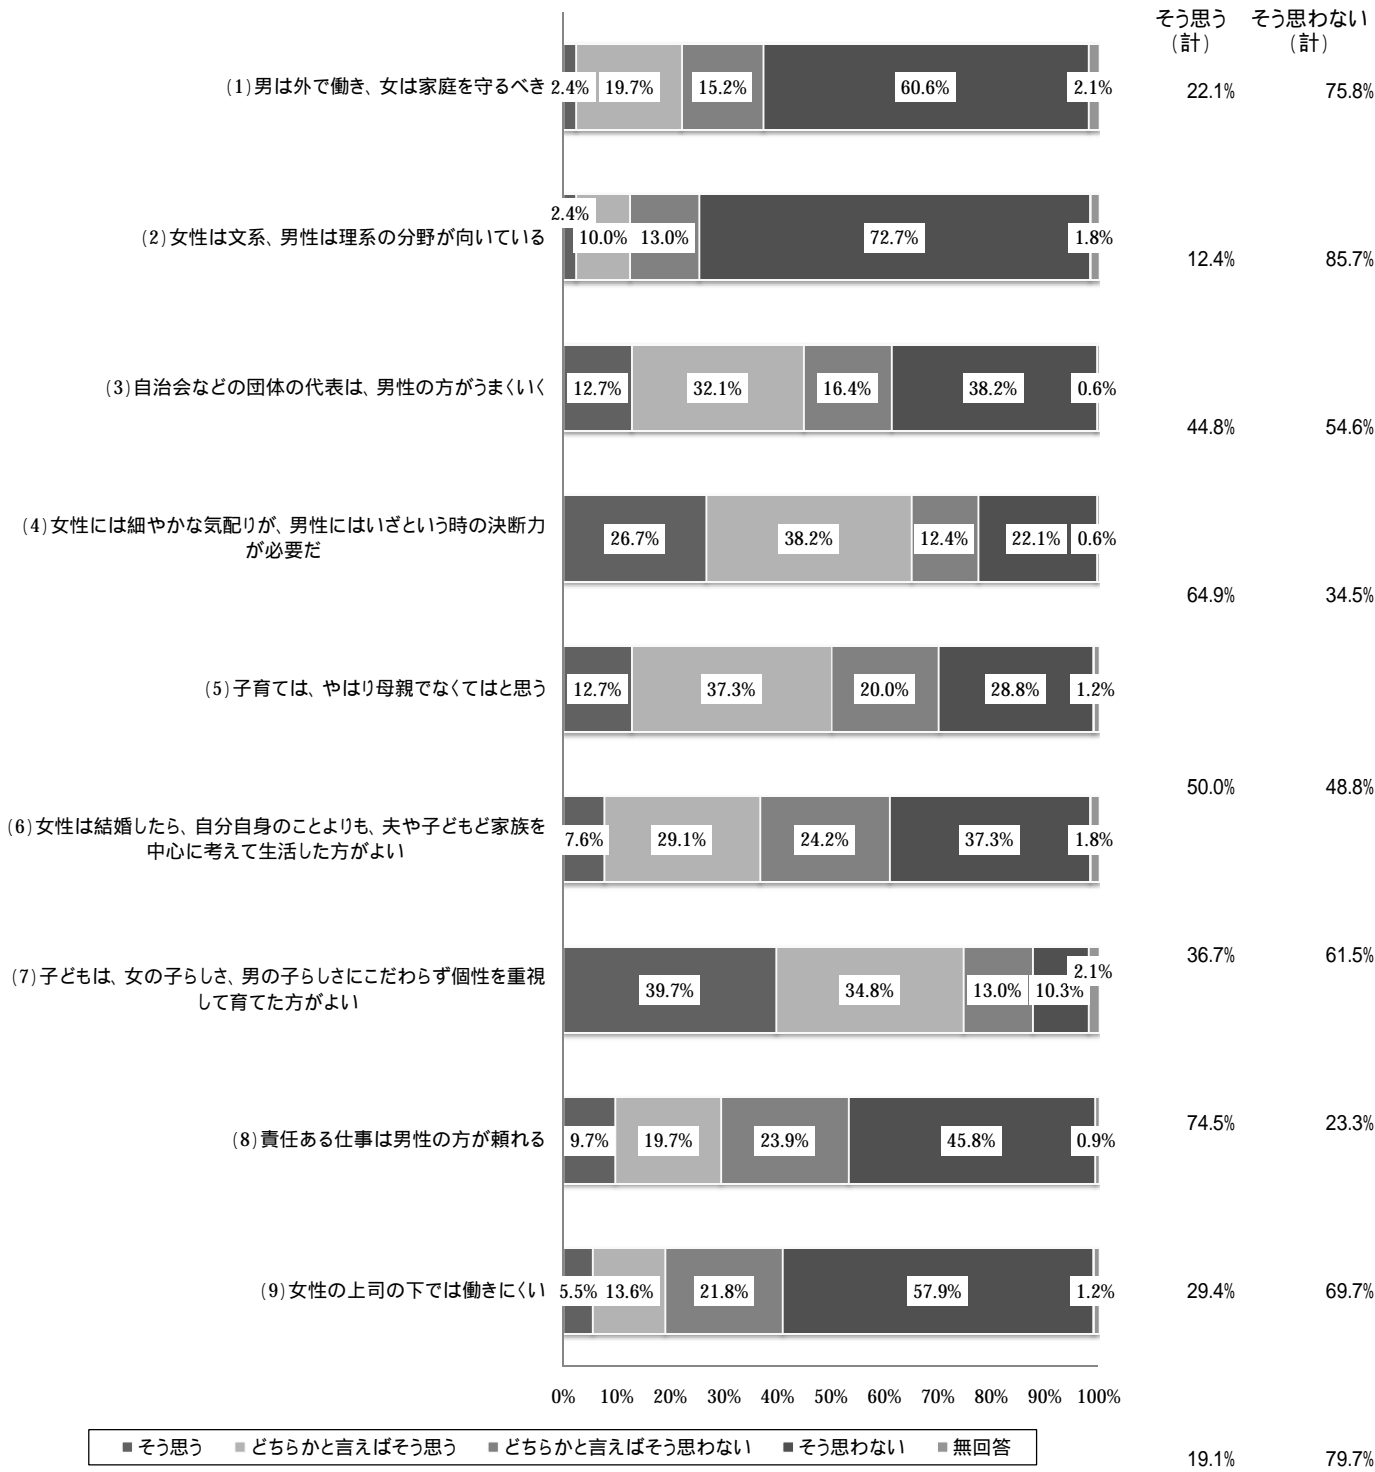 そう思う そう思わない
(計) (計)
(1)男は外で働き、女は家庭を守るべき 2.4% 19.7% 15.2% 60.6% 2.1% 22.1% 75.8%
2.4%
(2)女性は文系、男性は理系の分野が向いている 10.0% 13.0% 72.7% 1.8%
12.4% 85.7%
(3)自治会などの団体の代表は、男性の方がうまくいく 12.7% 32.1% 16.4% 38.2% 0.6%
44.8% 54.6%
(4)女性には細やかな気配りが、男性にはいざという時の決断力
が必要だ
26.7% 38.2% 12.4% 22.1% 0.6%
64.9% 34.5%
(5)子育ては、やはり母親でなくてはと思う 12.7% 37.3% 20.0% 28.8% 1.2%
50.0% 48.8%
(6)女性は結婚したら、自分自身のことよりも、夫や子どもど家族を
中心に考えて生活した方がよい
7.6% 29.1% 24.2% 37.3% 1.8%
36.7% 61.5%
(7)子どもは、女の子らしさ、男の子らしさにこだわらず個性を重視
して育てた方がよい
39.7% 34.8% 13.0% 10.3% 2.1%
74.5% 23.3%
(8)責任ある仕事は男性の方が頼れる 9.7% 19.7% 23.9% 45.8% 0.9%
(9)女性の上司の下では働きにくい 5.5% 13.6% 21.8% 57.9% 1.2% 29.4% 69.7%
0% 10% 20% 30% 40% 50% 60% 70% 80% 90% 100%
そう思う どちらかと言えばそう思う どちらかと言えばそう思わない そう思わない 無回答
19.1% 79.7%